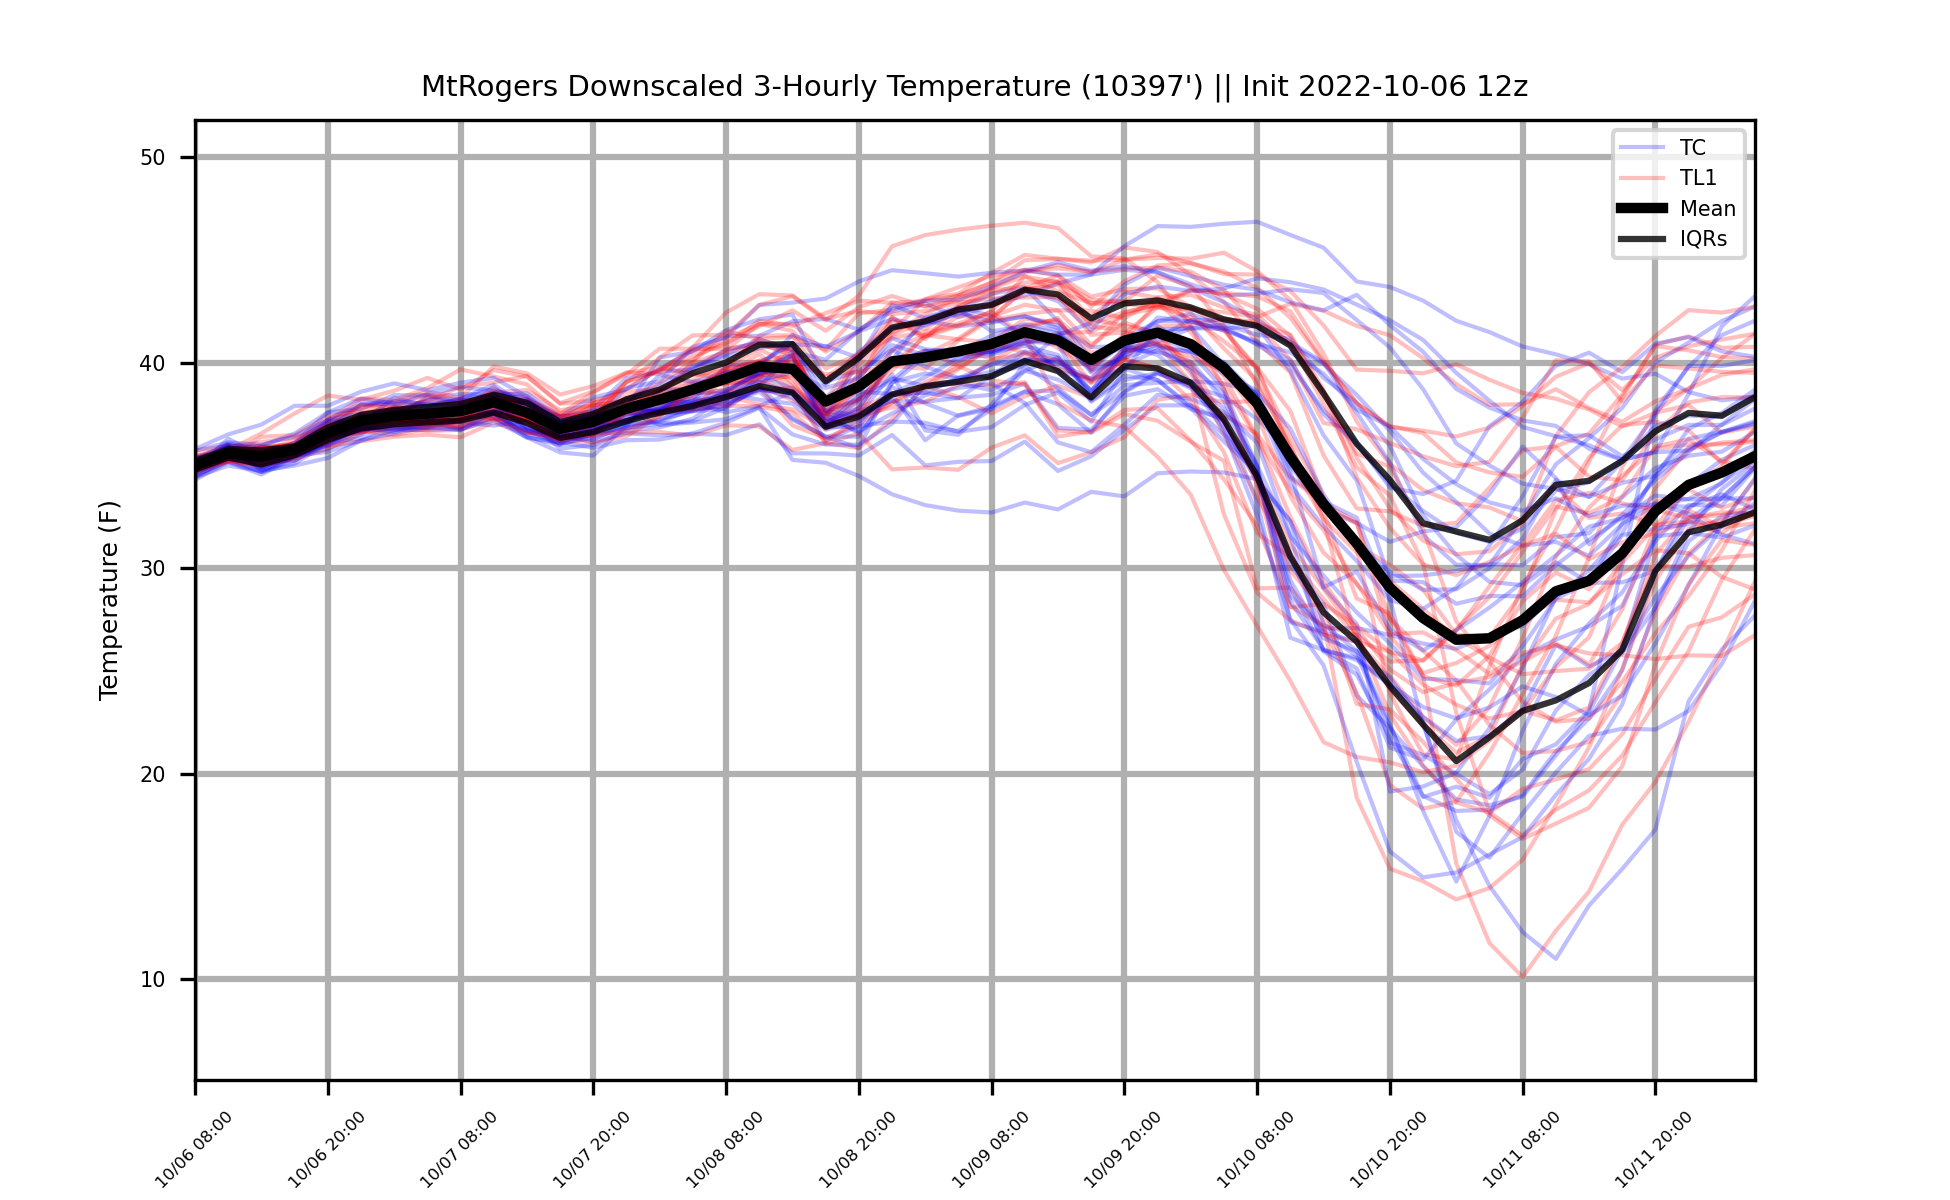 MtRogers Downscaled 3-Hourly Temperature (10397') || Init 2022-10-06 12z
TC
TL1
Mean
IQRs
Temperature (F)
50
40
30
20
10
10/06 08:00
10/06 20:00
10/07 08:00
10/07 20:00
10/08 08:00
10/08 20:00
10/09 08:00
10/09 20:00
10/10 08:00
10/10 20:00
10/11 08:00
10/11 20:00